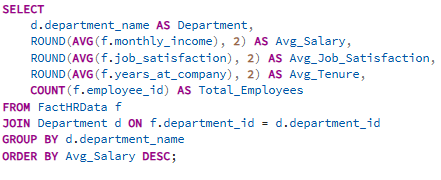 SELECT
    d.department_name AS Department,
    ROUND(AVG(f.monthly_income), 2) AS Avg_Salary,
    ROUND(AVG(f.job_satisfaction), 2) AS Avg_Job_Satisfaction,
    ROUND(AVG(f.years_at_company), 2) AS Avg_Tenure,
    COUNT(f.employee_id) AS Total_Employees
FROM FactHRData f
JOIN Department d ON f.department_id = d.department_id
GROUP BY d.department_name
ORDER BY Avg_Salary DESC;